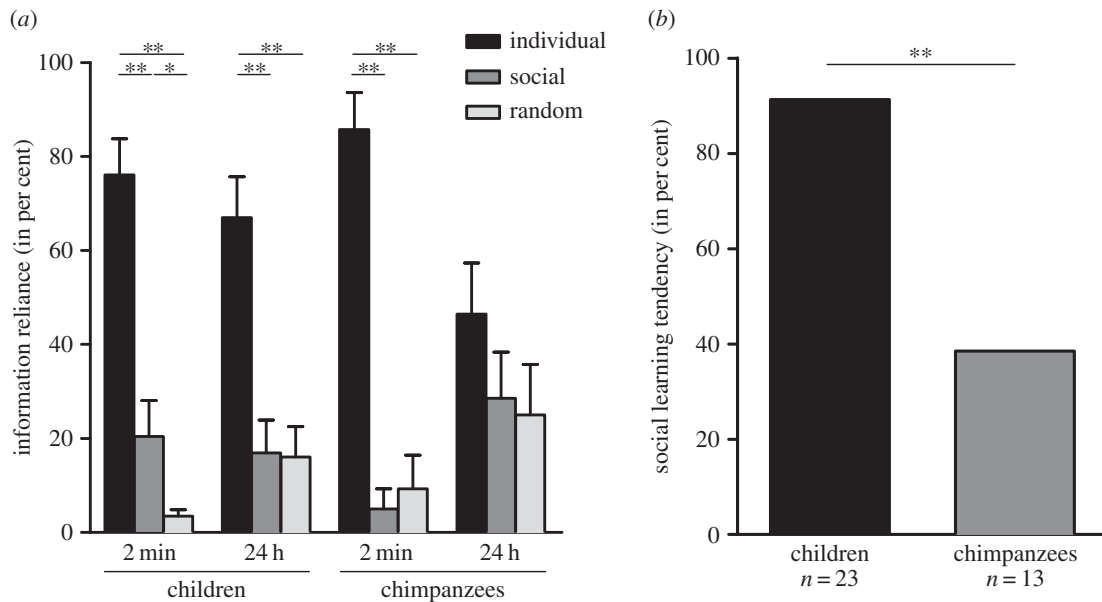 (a)
(b)
individual
social
random
** ** **
** * ** **
information reliance (in per cent)
100
80
60
40
20
0
2 min 24 h 2 min 24 h
children chimpanzees
**
social learning tendency (in per cent)
100
80
60
40
20
0
children chimpanzees
n = 23 n = 13